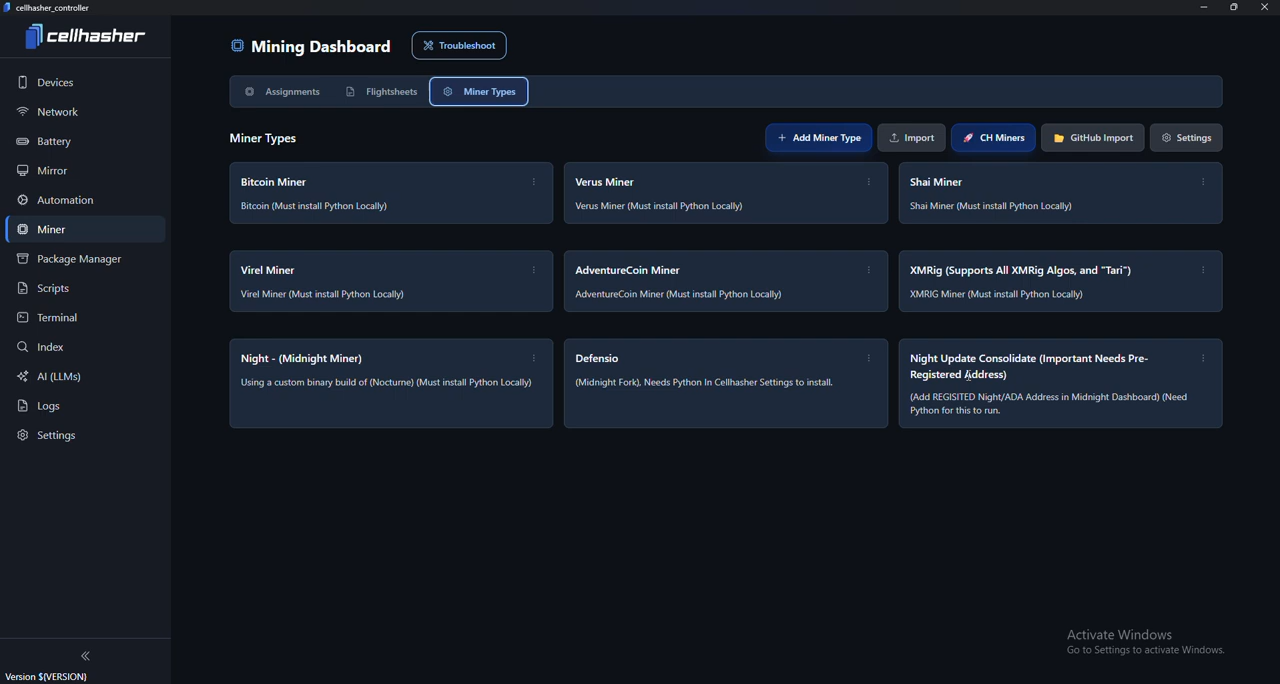 cellhasher_controller
cellhasher
Mining Dashboard
Troubleshoot
Devices
Network
Battery
Mirror
Automation
Miner
Package Manager
Scripts
Terminal
Index
AI (LLMs)
Logs
Settings
Version ${VERSION}
Assignments
Flightsheets
Miner Types
Miner Types
+ Add Miner Type
Import
CH Miners
GitHub Import
Settings
Bitcoin Miner
Bitcoin (Must install Python Locally)
Verus Miner
Verus Miner (Must install Python Locally)
Shai Miner
Shai Miner (Must install Python Locally)
Virel Miner
Virel Miner (Must install Python Locally)
AdventureCoin Miner
AdventureCoin Miner (Must install Python Locally)
XMRig (Supports All XMRig Algos, and "Tari")
XMRIG Miner (Must install Python Locally)
Night - (Midnight Miner)
Using a custom binary build of (Nocturne) (Must install Python Locally)
Defensio
(Midnight Fork), Needs Python In Cellhasher Settings to install.
Night Update Consolidate (Important Needs Pre-
Registered Address)
(Add REGISITED Night/ADA Address in Midnight Dashboard) (Need
Python for this to run.
Activate Windows
Go to Settings to activate Windows.